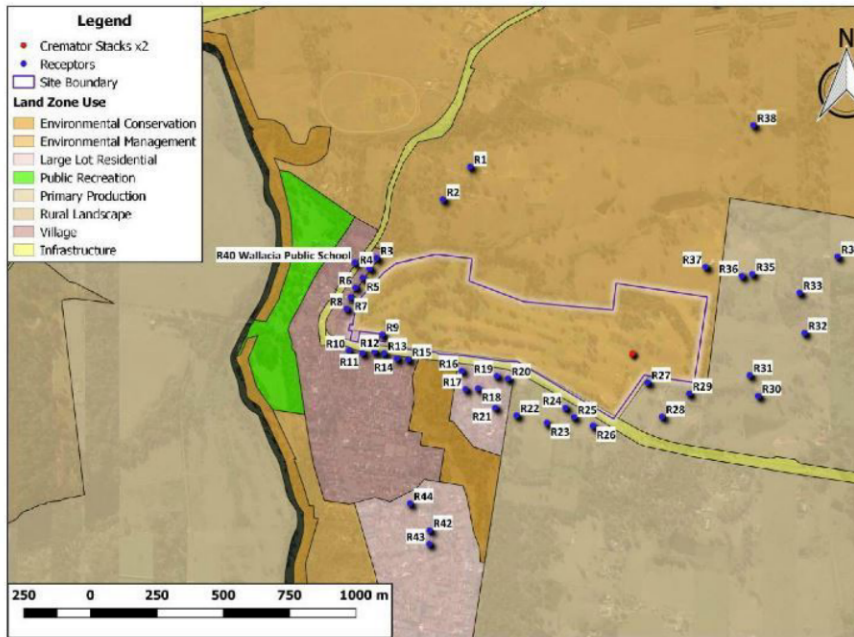 Legend
Cremator Stacks x2
Receptors
Site Boundary
Land Zone Use
Environmental Conservation
Environmental Management
Large Lot Residential
Public Recreation
Primary Production
Rural Landscape
Village
Infrastructure
N
R38
R1
R2
R40 Wallacia Public School
R3
R4
R37
R36
R35
R33
R6
R5
R8
R7
R9
R32
R10
R12
R13
R11
R14
R15
R16
R19
R20
R27
R31
R17
R18
R29
R30
R21
R22
R24
R25
R28
R23
R26
R44
R42
R43
250 0 250 500 750 1000 m